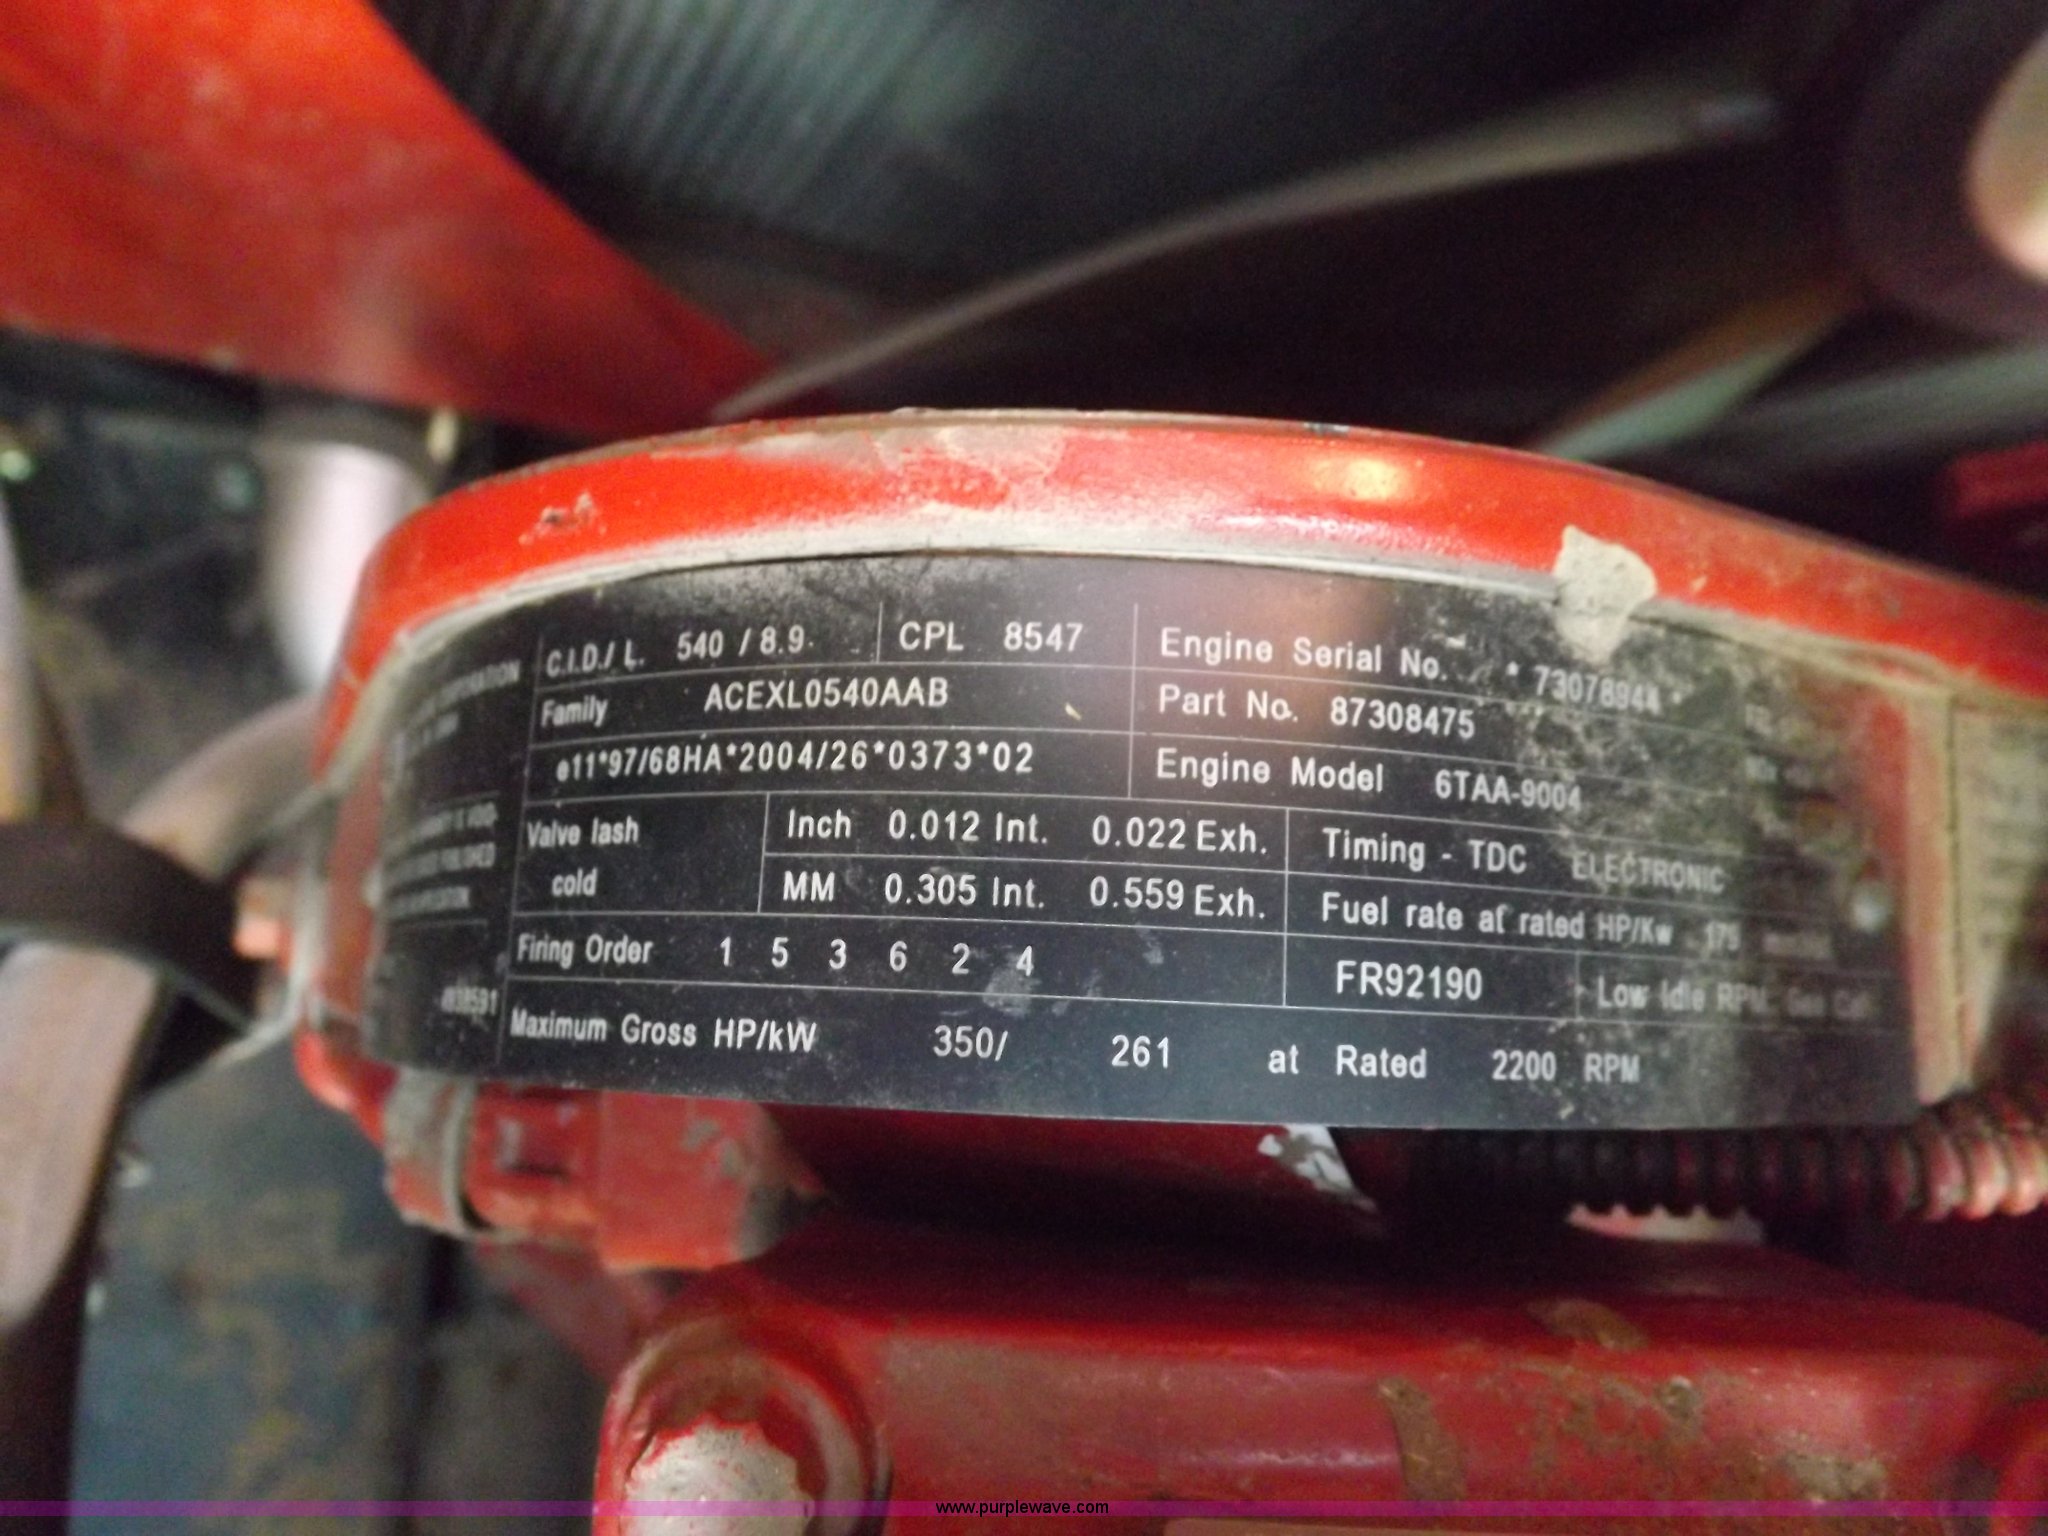 CORPORATION
C.I.D./ L. 540 / 8.9 CPL 8547 Engine Serial No. * 73078944 *
Family ACEXL0540AAB Part No. 87308475
e11*97/68HA*2004/26*0373*02 Engine Model 6TAA-9004
Valve lash cold
Inch 0.012 Int. 0.022 Exh.
MM 0.305 Int. 0.559 Exh.
Timing - TDC ELECTRONIC
Fuel rate at rated HP/Kw 175
Firing Order 1 5 3 6 2 4 FR92190 Low Idle RPM
Maximum Gross HP/kW 350/ 261 at Rated 2200 RPM
www.purplewave.com